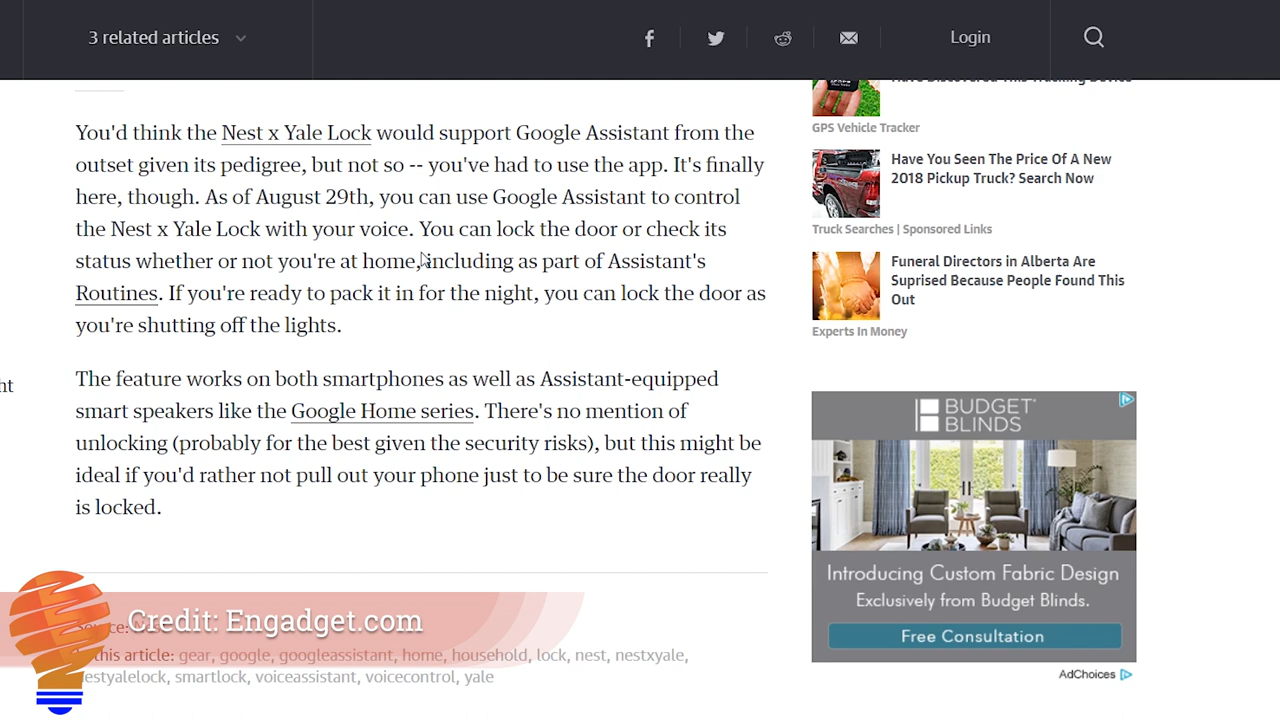 3 related articles
Login
You'd think the Nest x Yale Lock would support Google Assistant from the
outset given its pedigree, but not so -- you've had to use the app. It's finally
here, though. As of August 29th, you can use Google Assistant to control
the Nest x Yale Lock with your voice. You can lock the door or check its
status whether or not you're at home, including as part of Assistant's
Routines. If you're ready to pack it in for the night, you can lock the door as
you're shutting off the lights.
ht
The feature works on both smartphones as well as Assistant-equipped
smart speakers like the Google Home series. There's no mention of
unlocking (probably for the best given the security risks), but this might be
ideal if you'd rather not pull out your phone just to be sure the door really
is locked.
Credit: Engadget.com
this article: gear, google, googleassistant, home, household, lock, nest, nestxyale,
estyalelock, smartlock, voiceassistant, voicecontrol, yale
Have Discovered This Tracking Device
GPS Vehicle Tracker
Have You Seen The Price Of A New
2018 Pickup Truck? Search Now
Truck Searches | Sponsored Links
Funeral Directors in Alberta Are
Suprised Because People Found This
Out
Experts In Money
BUDGET
BLINDS
Introducing Custom Fabric Design
Exclusively from Budget Blinds.
Free Consultation
AdChoices